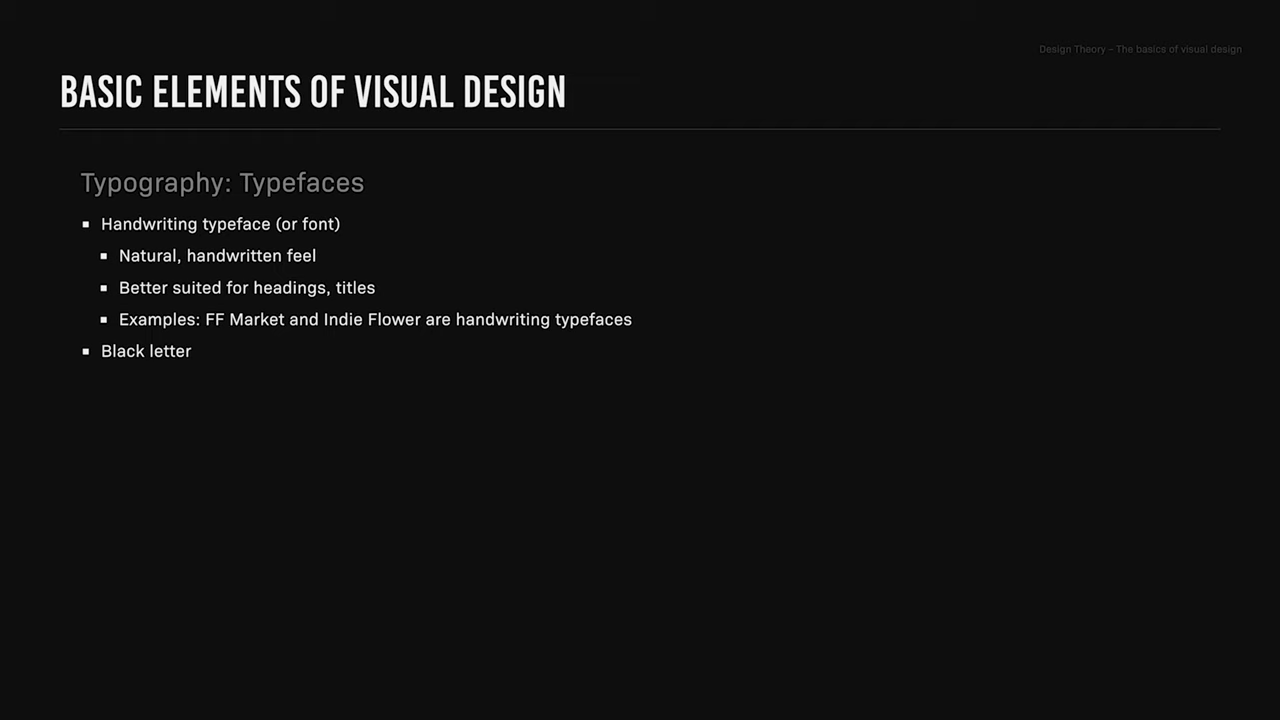 Design Theory – The basics of visual design
BASIC ELEMENTS OF VISUAL DESIGN
Typography: Typefaces
Handwriting typeface (or font)
Natural, handwritten feel
Better suited for headings, titles
Examples: FF Market and Indie Flower are handwriting typefaces
Black letter